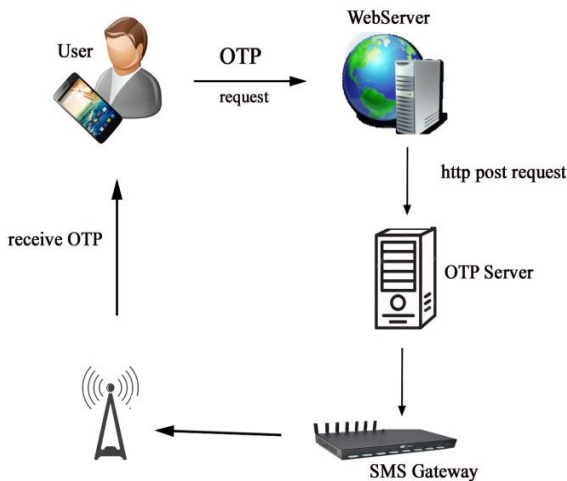 WebServer
User
OTP
request
http post request
receive OTP
OTP Server
SMS Gateway